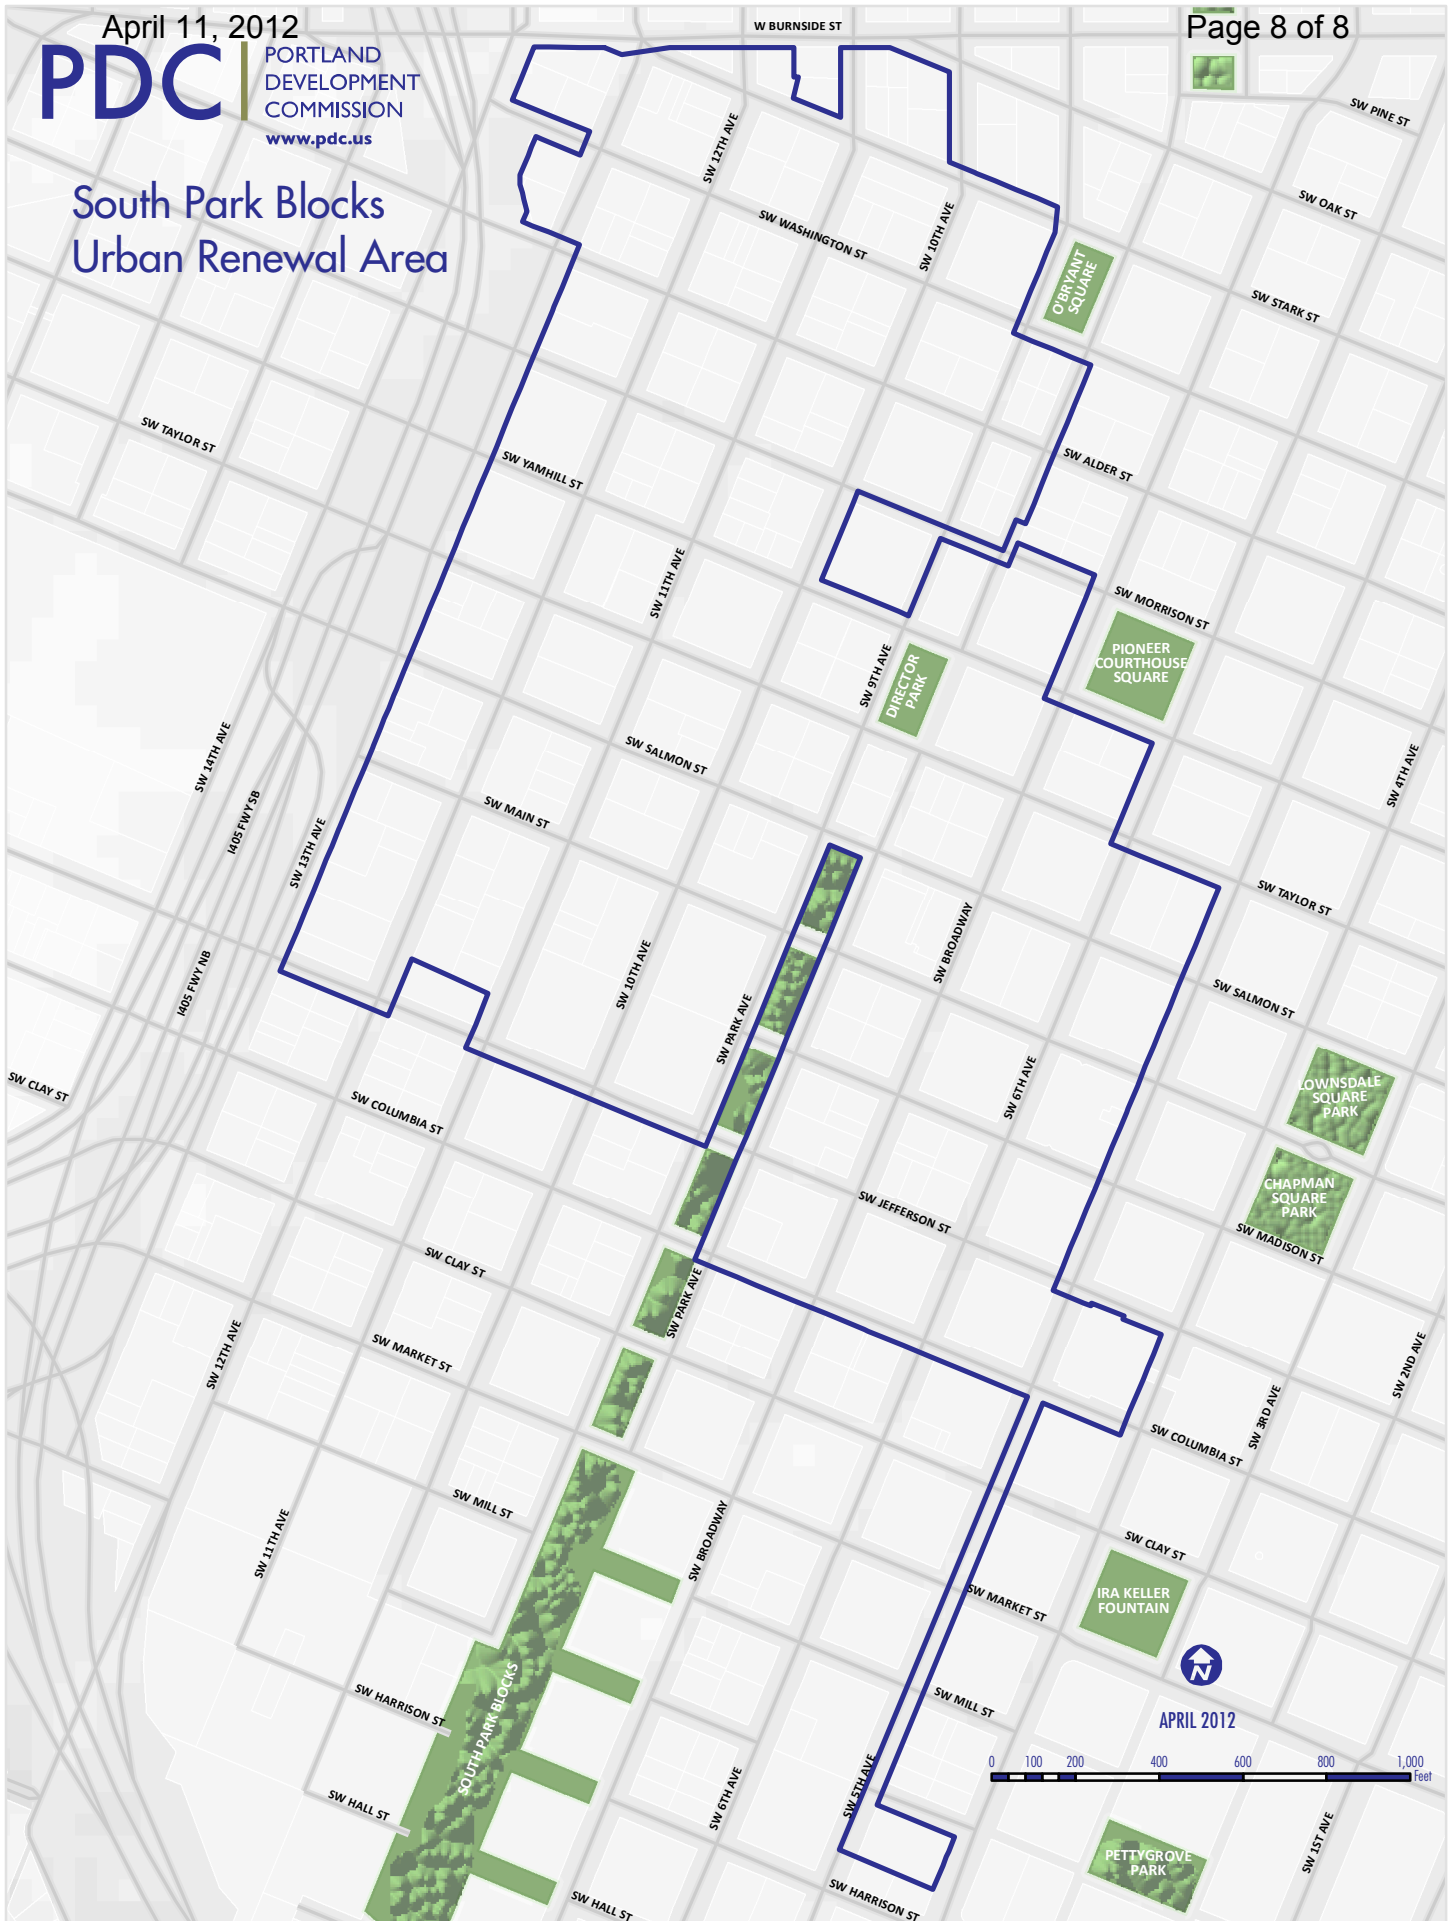 April 11, 2012
Page 8 of 8
PDC
PORTLAND
DEVELOPMENT
COMMISSION
www.pdc.us
South Park Blocks
Urban Renewal Area
W BURNSIDE ST
SW PINE ST
SW 12TH AVE
SW OAK ST
SW WASHINGTON ST
SW 10TH AVE
O'BRYANT
SQUARE
SW STARK ST
SW TAYLOR ST
SW YAMHILL ST
SW ALDER ST
SW 11TH AVE
SW MORRISON ST
PIONEER
COURTHOUSE
SQUARE
SW 9TH AVE
DIRECTOR
PARK
SW 14TH AVE
SW SALMON ST
SW 4TH AVE
I405 FWY SB
SW MAIN ST
SW 13TH AVE
SW TAYLOR ST
SW BROADWAY
I405 FWY NB
SW 10TH AVE
SW SALMON ST
SW PARK AVE
SW CLAY ST
SW COLUMBIA ST
SW 6TH AVE
LOWNSDALE
SQUARE
PARK
CHAPMAN
SQUARE
PARK
SW JEFFERSON ST
SW MADISON ST
SW CLAY ST
SW PARK AVE
SW 12TH AVE
SW MARKET ST
SW 2ND AVE
SW 3RD AVE
SW COLUMBIA ST
SW MILL ST
SW 11TH AVE
SW BROADWAY
SW CLAY ST
IRA KELLER
FOUNTAIN
SW MARKET ST
N
SW HARRISON ST
SOUTH PARK BLOCKS
SW MILL ST
APRIL 2012
0 100 200 400 600 800 1,000
Feet
SW HALL ST
SW 6TH AVE
SW 5TH AVE
SW 1ST AVE
PETTYGROVE
PARK
SW HALL ST
SW HARRISON ST